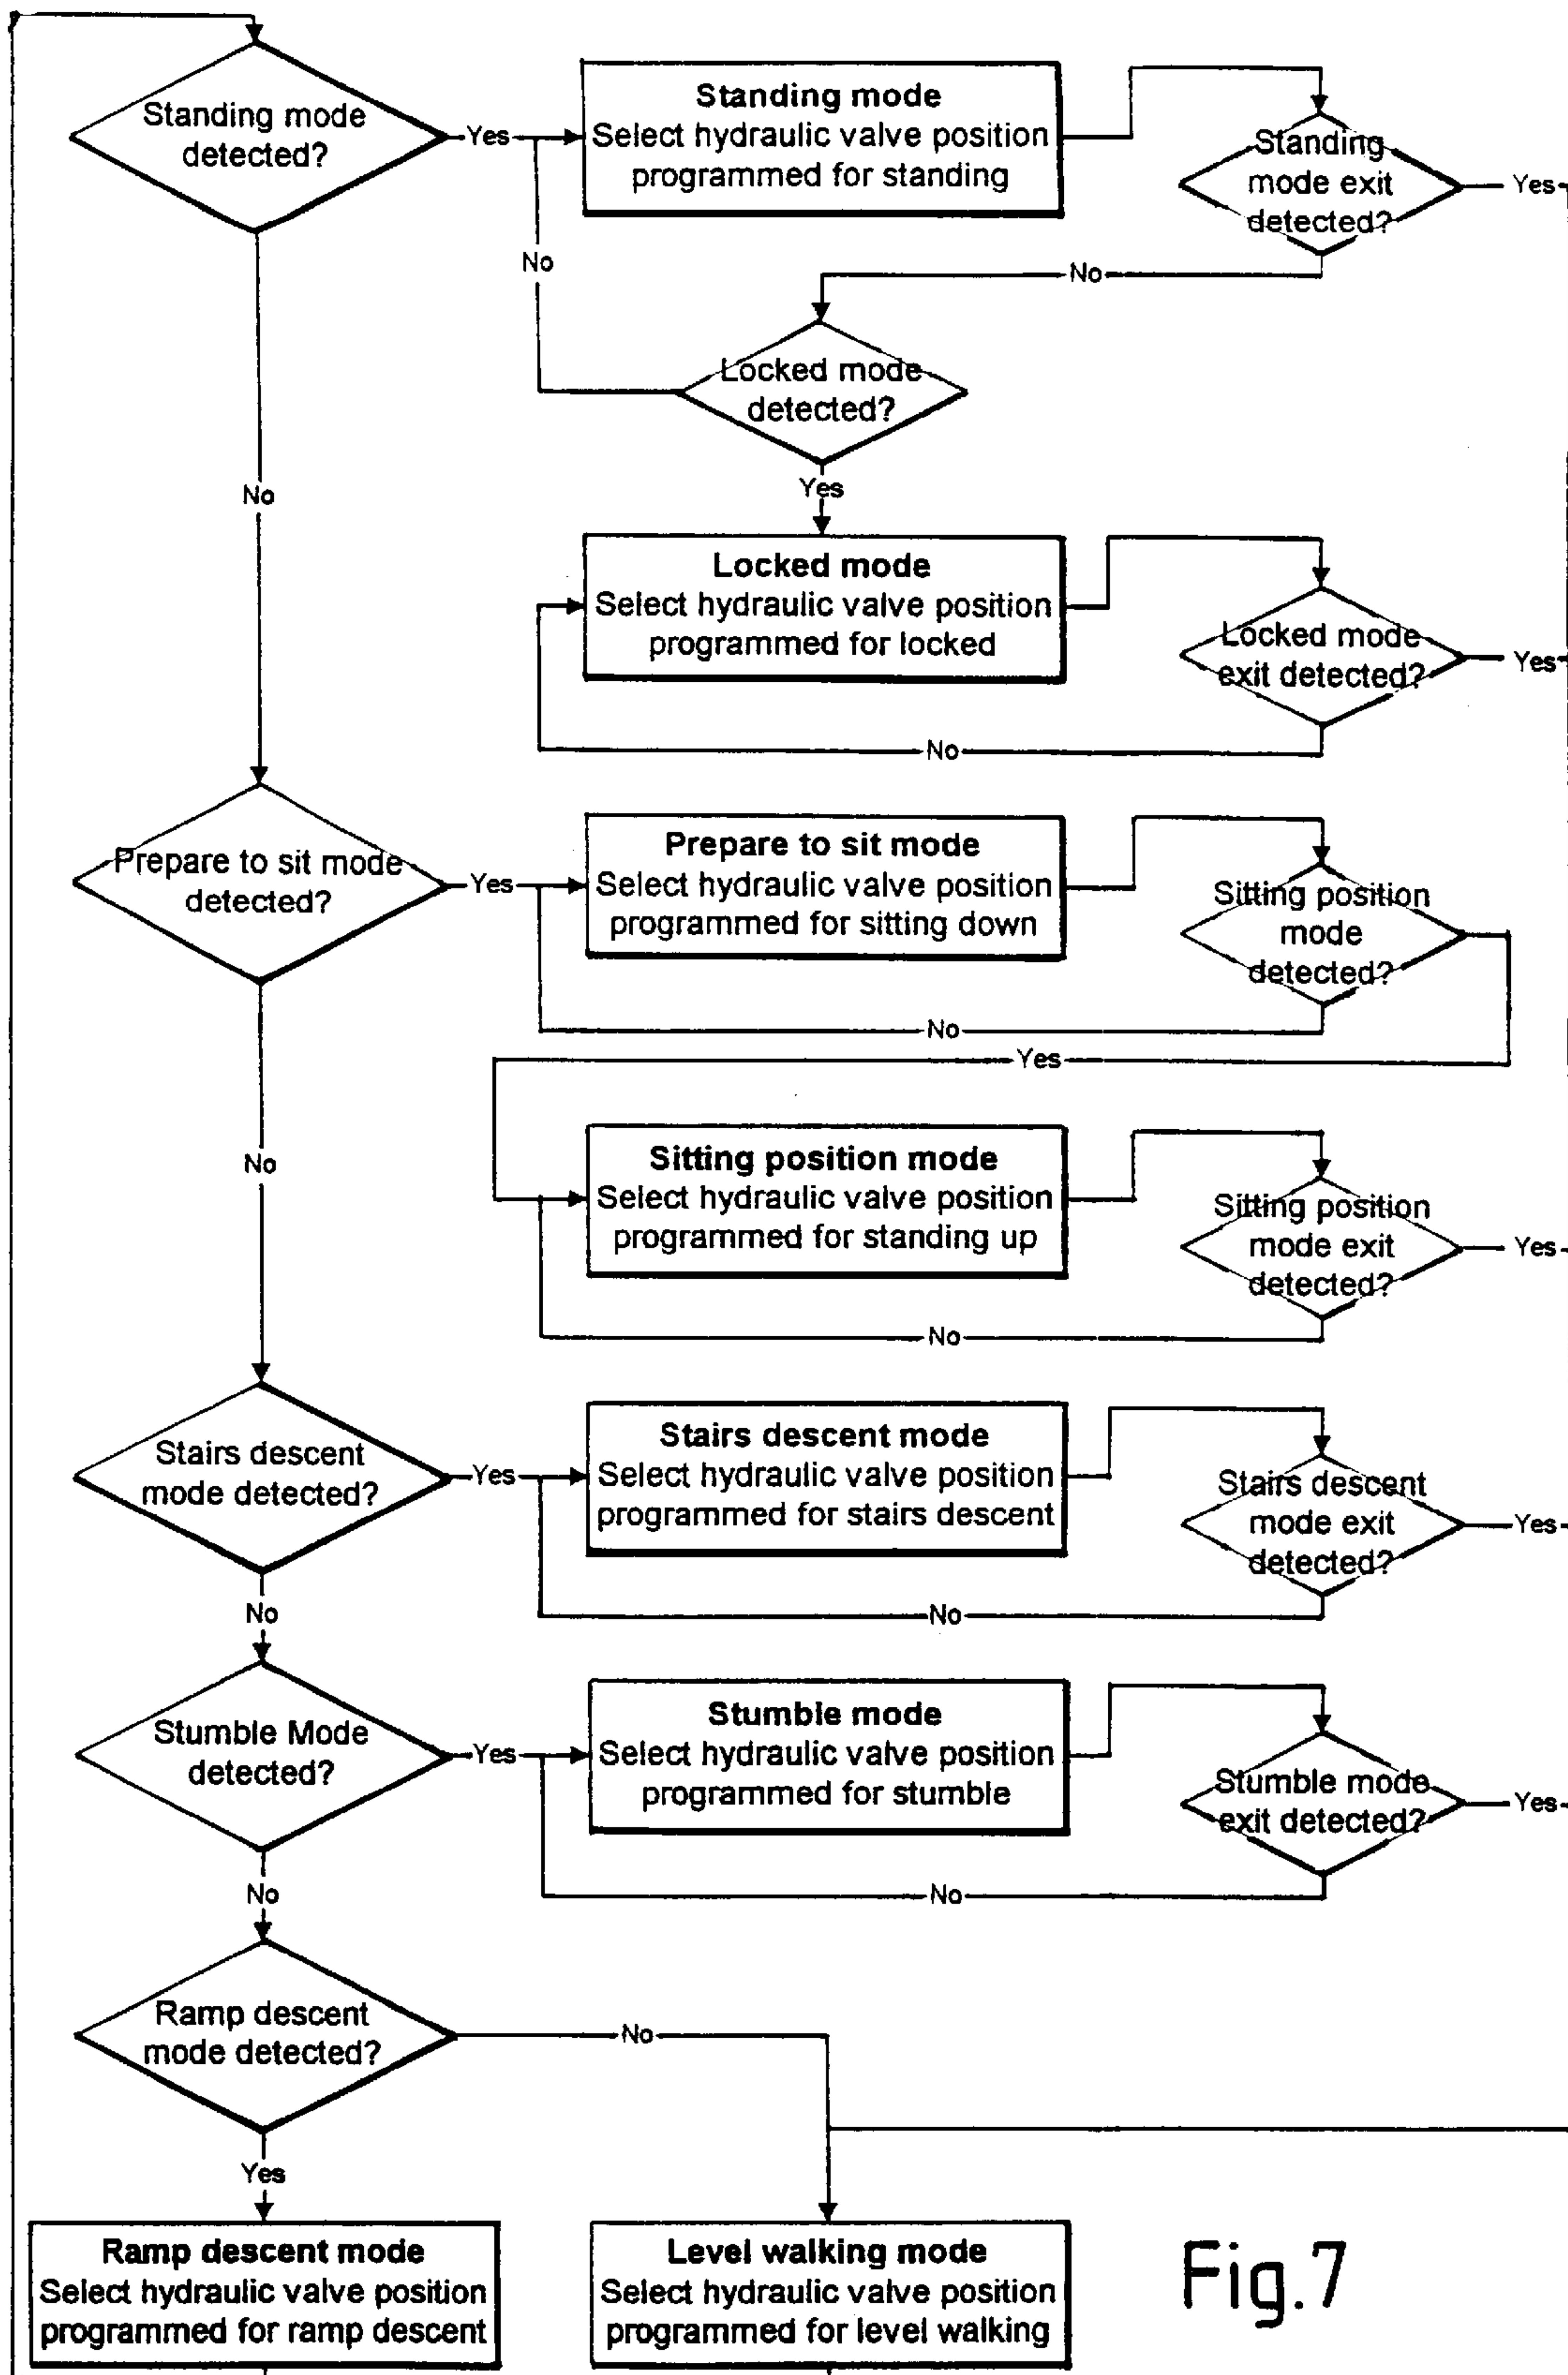 Standing mode
detected?
Yes
Standing mode
Select hydraulic valve position
programmed for standing
Standing
mode exit
detected?
Yes
No
No
Locked mode
detected?
Yes
No
Locked mode
Select hydraulic valve position
programmed for locked
Locked mode
exit detected?
Yes
No
Prepare to sit mode
detected?
Yes
Prepare to sit mode
Select hydraulic valve position
programmed for sitting down
Sitting position
mode
detected?
No
Yes
No
Sitting position mode
Select hydraulic valve position
programmed for standing up
Sitting position
mode exit
detected?
Yes
No
Stairs descent
mode detected?
Yes
Stairs descent mode
Select hydraulic valve position
programmed for stairs descent
Stairs descent
mode exit
detected?
Yes
No
No
Stumble Mode
detected?
Yes
Stumble mode
Select hydraulic valve position
programmed for stumble
Stumble mode
exit detected?
Yes
No
No
Ramp descent
mode detected?
No
Yes
Ramp descent mode
Select hydraulic valve position
programmed for ramp descent
Level walking mode
Select hydraulic valve position
programmed for level walking
Fig.7